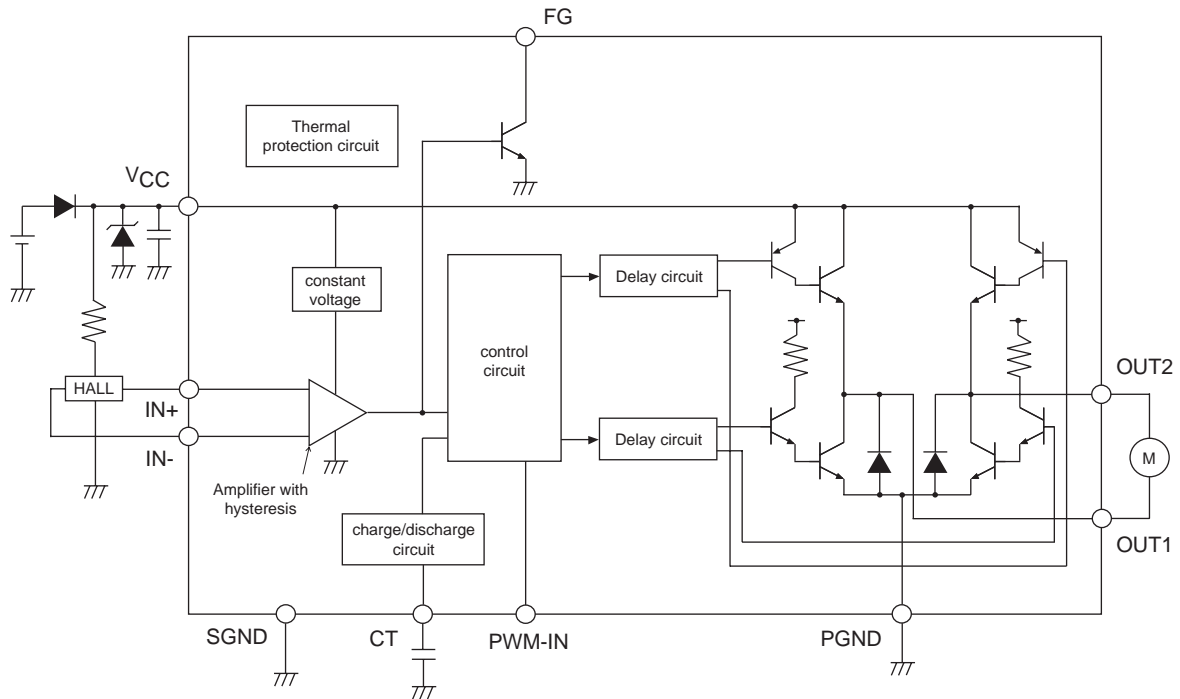 FG
Thermal
protection circuit
VCC
constant
voltage
Delay circuit
control
circuit
HALL
IN+
IN-
Delay circuit
OUT2
M
OUT1
Amplifier with
hysteresis
charge/discharge
circuit
SGND
CT
PWM-IN
PGND